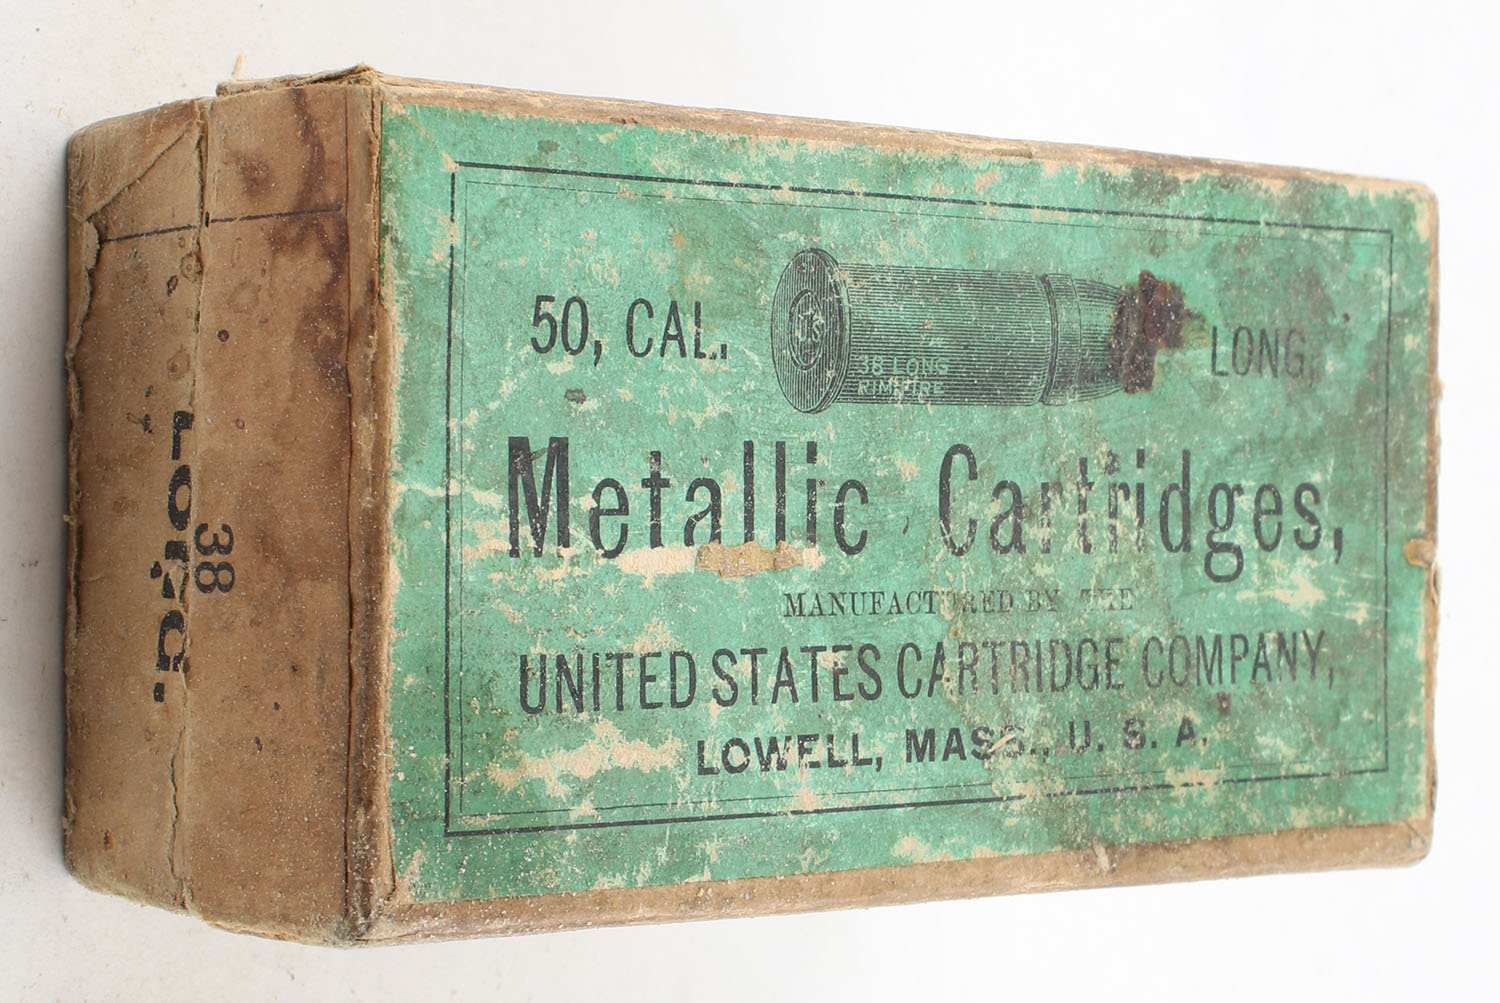 50, CAL.
US
38 LONG
RIMFIRE
LONG,
Metallic Cartridges,
MANUFACTURED BY THE
UNITED STATES CARTRIDGE COMPANY,
LOWELL, MASS., U. S. A.
38
LONG.